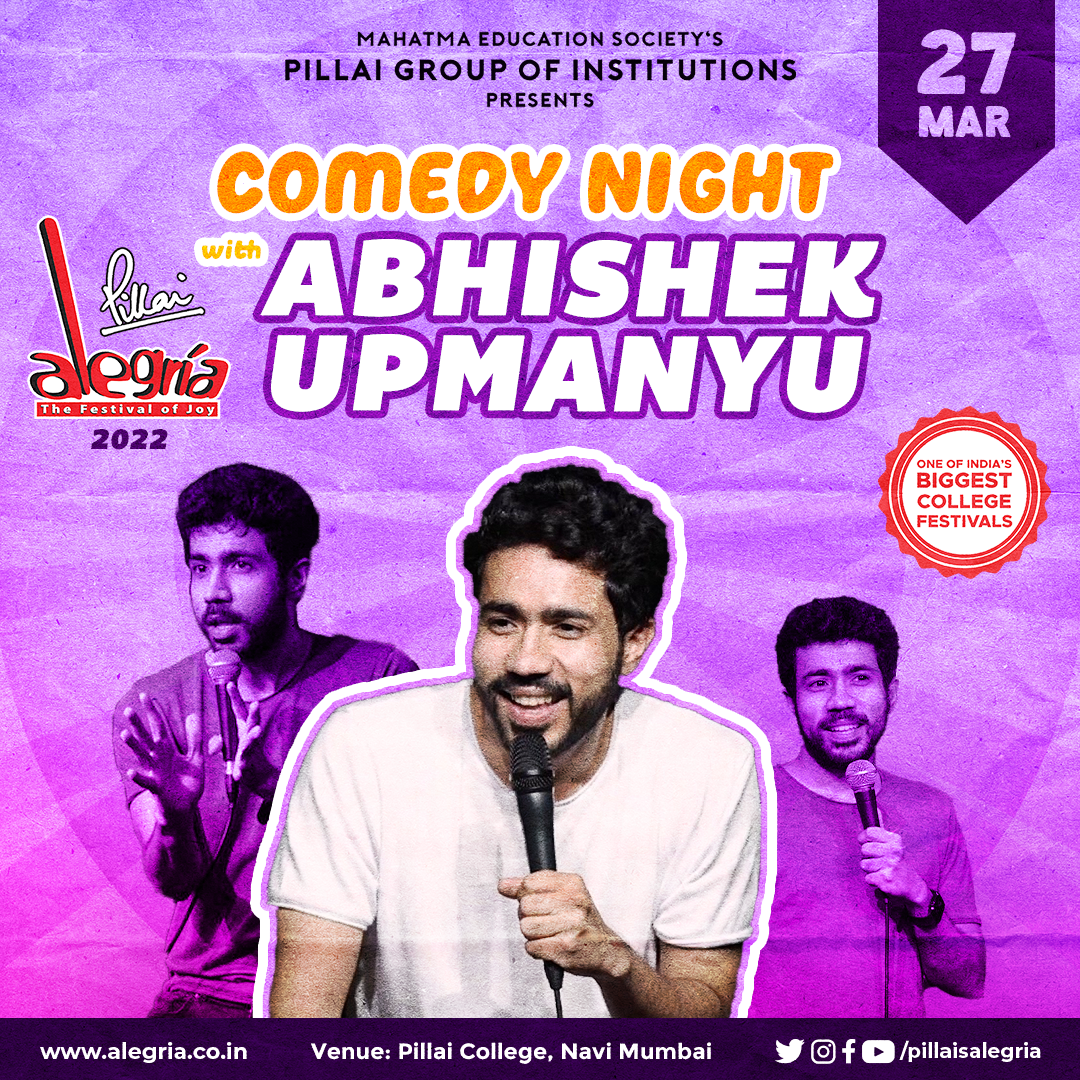 MAHATMA EDUCATION SOCIETY'S
PILLAI GROUP OF INSTITUTIONS
PRESENTS
27
MAR
COMEDY NIGHT
with
ABHISHEK
UPMANYU
Pillai
alegría
The Festival of Joy
2022
ONE OF INDIA'S
BIGGEST
COLLEGE
FESTIVALS
www.alegria.co.in
Venue: Pillai College, Navi Mumbai
/pillaisalegria